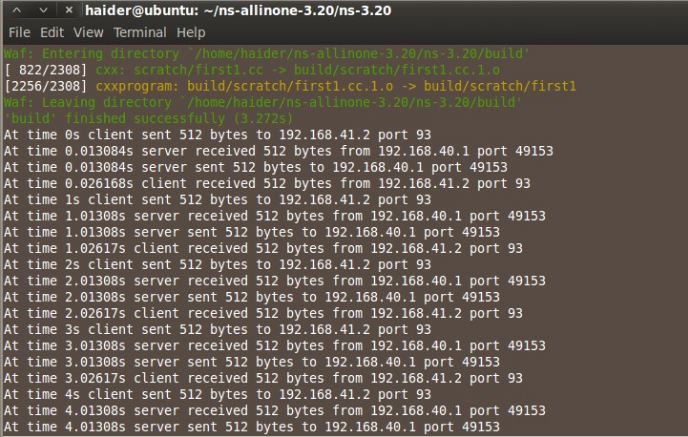 haider@ubuntu: ~/ns-allinone-3.20/ns-3.20
File Edit View Terminal Help
Waf: Entering directory `/home/haider/ns-allinone-3.20/ns-3.20/build'
[ 822/2308] cxx: scratch/first1.cc -> build/scratch/first1.cc.1.o
[2256/2308] cxxprogram: build/scratch/first1.cc.1.o -> build/scratch/first1
Waf: Leaving directory `/home/haider/ns-allinone-3.20/ns-3.20/build'
'build' finished successfully (3.272s)
At time 0s client sent 512 bytes to 192.168.41.2 port 93
At time 0.013084s server received 512 bytes from 192.168.40.1 port 49153
At time 0.013084s server sent 512 bytes to 192.168.40.1 port 49153
At time 0.026168s client received 512 bytes from 192.168.41.2 port 93
At time 1s client sent 512 bytes to 192.168.41.2 port 93
At time 1.01308s server received 512 bytes from 192.168.40.1 port 49153
At time 1.01308s server sent 512 bytes to 192.168.40.1 port 49153
At time 1.02617s client received 512 bytes from 192.168.41.2 port 93
At time 2s client sent 512 bytes to 192.168.41.2 port 93
At time 2.01308s server received 512 bytes from 192.168.40.1 port 49153
At time 2.01308s server sent 512 bytes to 192.168.40.1 port 49153
At time 2.02617s client received 512 bytes from 192.168.41.2 port 93
At time 3s client sent 512 bytes to 192.168.41.2 port 93
At time 3.01308s server received 512 bytes from 192.168.40.1 port 49153
At time 3.01308s server sent 512 bytes to 192.168.40.1 port 49153
At time 3.02617s client received 512 bytes from 192.168.41.2 port 93
At time 4s client sent 512 bytes to 192.168.41.2 port 93
At time 4.01308s server received 512 bytes from 192.168.40.1 port 49153
At time 4.01308s server sent 512 bytes to 192.168.40.1 port 49153